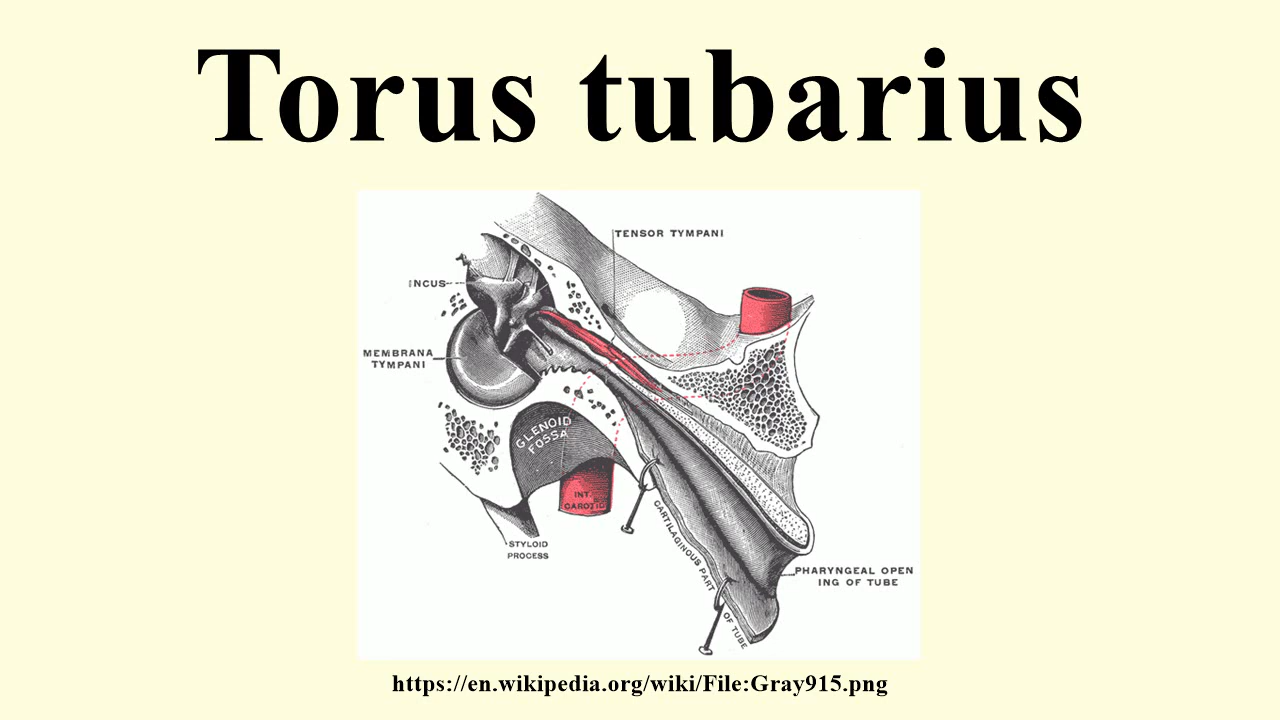 Torus tubarius
TENSOR TYMPANI
INCUS
MEMBRANA
TYMPANI
GLENOID
FOSSA
INT.
CAROTID
STYLOID
PROCESS
CARTILAGINOUS PART
OF TUBE
PHARYNGEAL OPEN
ING OF TUBE
https://en.wikipedia.org/wiki/File:Gray915.png